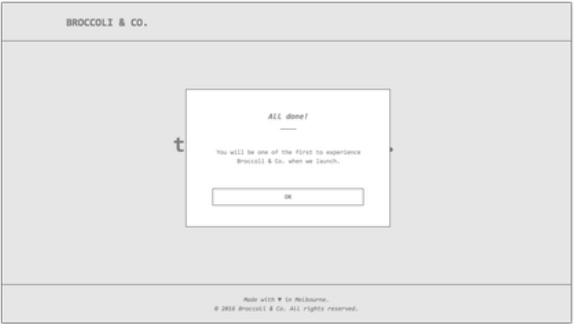 BROCCOLI & CO.
All done!
t
You will be one of the first to experience
Broccoli & Co. when we launch.
OK
Made with ♥ in Melbourne.
© 2016 Broccoli & Co. All rights reserved.